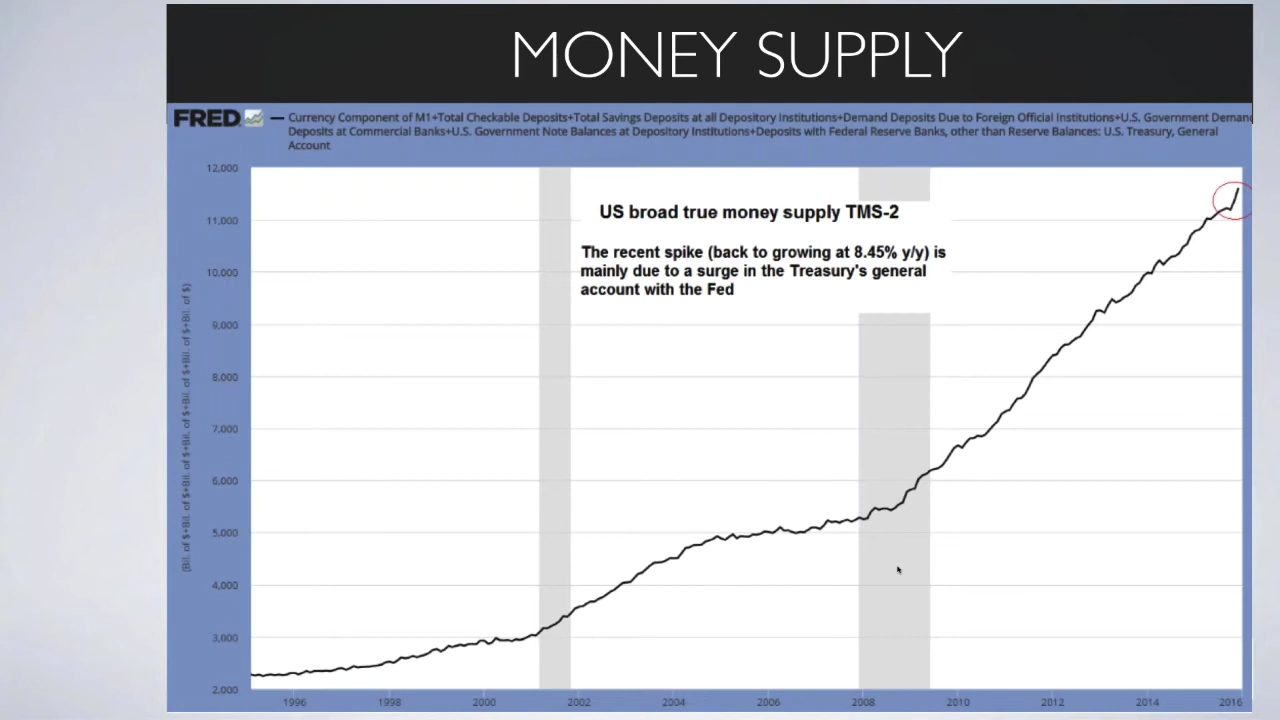 MONEY SUPPLY
FRED — Currency Component of M1+Total Checkable Deposits+Total Savings Deposits at all Depository Institutions+Demand Deposits Due to Foreign Official Institutions+U.S. Government Demand
Deposits at Commercial Banks+U.S. Government Note Balances at Depository Institutions+Deposits with Federal Reserve Banks, other than Reserve Balances: U.S. Treasury, General
Account
12,000
US broad true money supply TMS-2
11,000
The recent spike (back to growing at 8.45% y/y) is
mainly due to a surge in the Treasury's general
account with the Fed
10,000
9,000
8,000
7,000
6,000
5,000
4,000
3,000
2,000
(Bil. of $+Bil. of $+Bil. of $+Bil. of $+Bil. of $+Bil. of $+Bil. of $)
1996 1998 2000 2002 2004 2006 2008 2010 2012 2014 2016